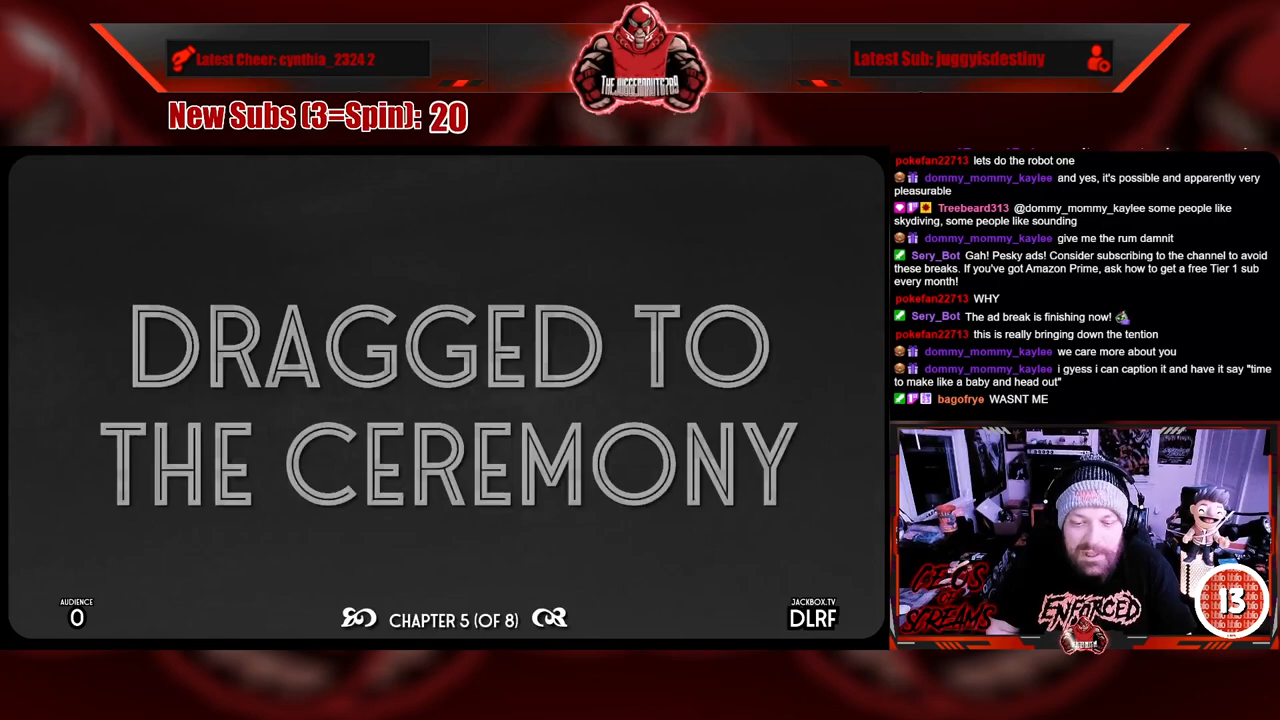 Latest Cheer: cynthia_2324 2
THEJUGGERNAUT6789
Latest Sub: juggyisdestiny
New Subs (3=Spin): 20
pokefan22713 lets do the robot one
dommy_mommy_kaylee and yes, it's possible and apparently very
pleasurable
Treebeard313 @dommy_mommy_kaylee some people like
skydiving, some people like sounding
dommy_mommy_kaylee give me the rum damnit
Sery_Bot Gah! Pesky ads! Consider subscribing to the channel to avoid
these breaks. If you've got Amazon Prime, ask how to get a free Tier 1 sub
every month!
pokefan22713 WHY
Sery_Bot The ad break is finishing now!
pokefan22713 this is really bringing down the tention
dommy_mommy_kaylee we care more about you
dommy_mommy_kaylee i gyess i can caption it and have it say "time
to make like a baby and head out"
bagofrye WASNT ME
DRAGGED TO
THE CEREMONY
AUDIENCE
0
CHAPTER 5 (OF 8)
JACKBOX.TV
DLRF
ENFORCED
13